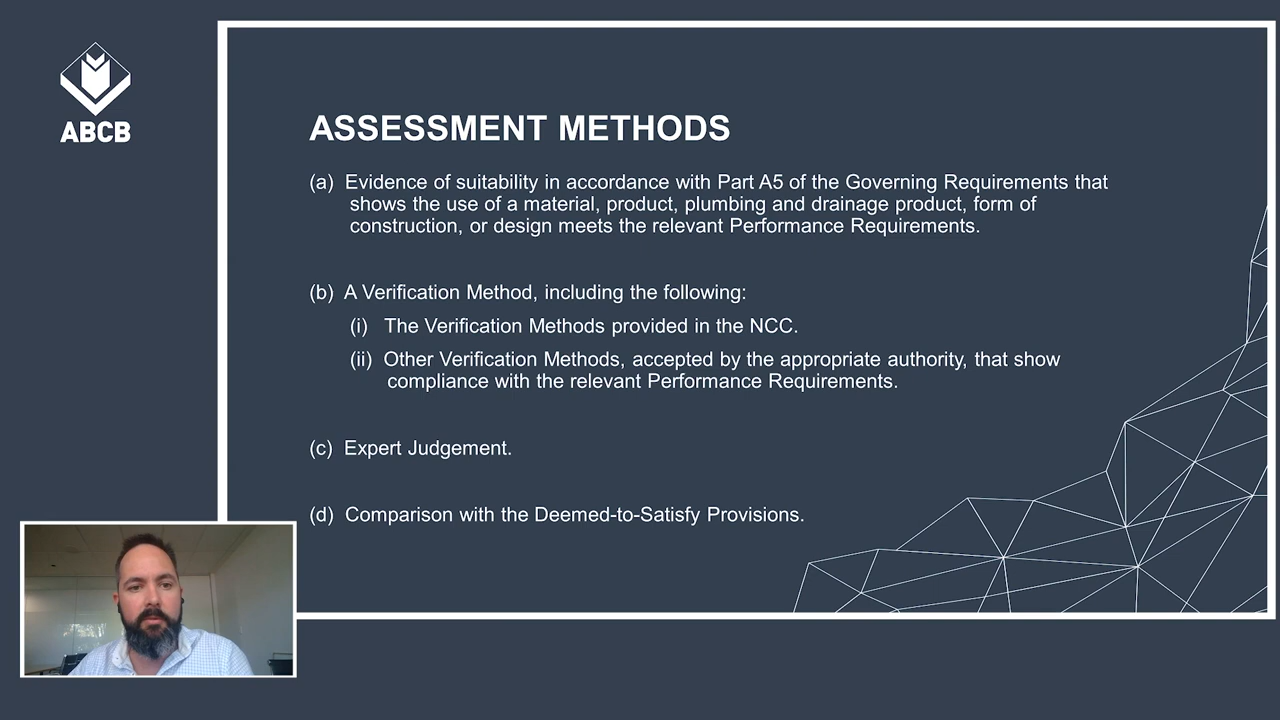 ABCB
ASSESSMENT METHODS
(a) Evidence of suitability in accordance with Part A5 of the Governing Requirements that
shows the use of a material, product, plumbing and drainage product, form of
construction, or design meets the relevant Performance Requirements.
(b) A Verification Method, including the following:
(i) The Verification Methods provided in the NCC.
(ii) Other Verification Methods, accepted by the appropriate authority, that show
compliance with the relevant Performance Requirements.
(c) Expert Judgement.
(d) Comparison with the Deemed-to-Satisfy Provisions.